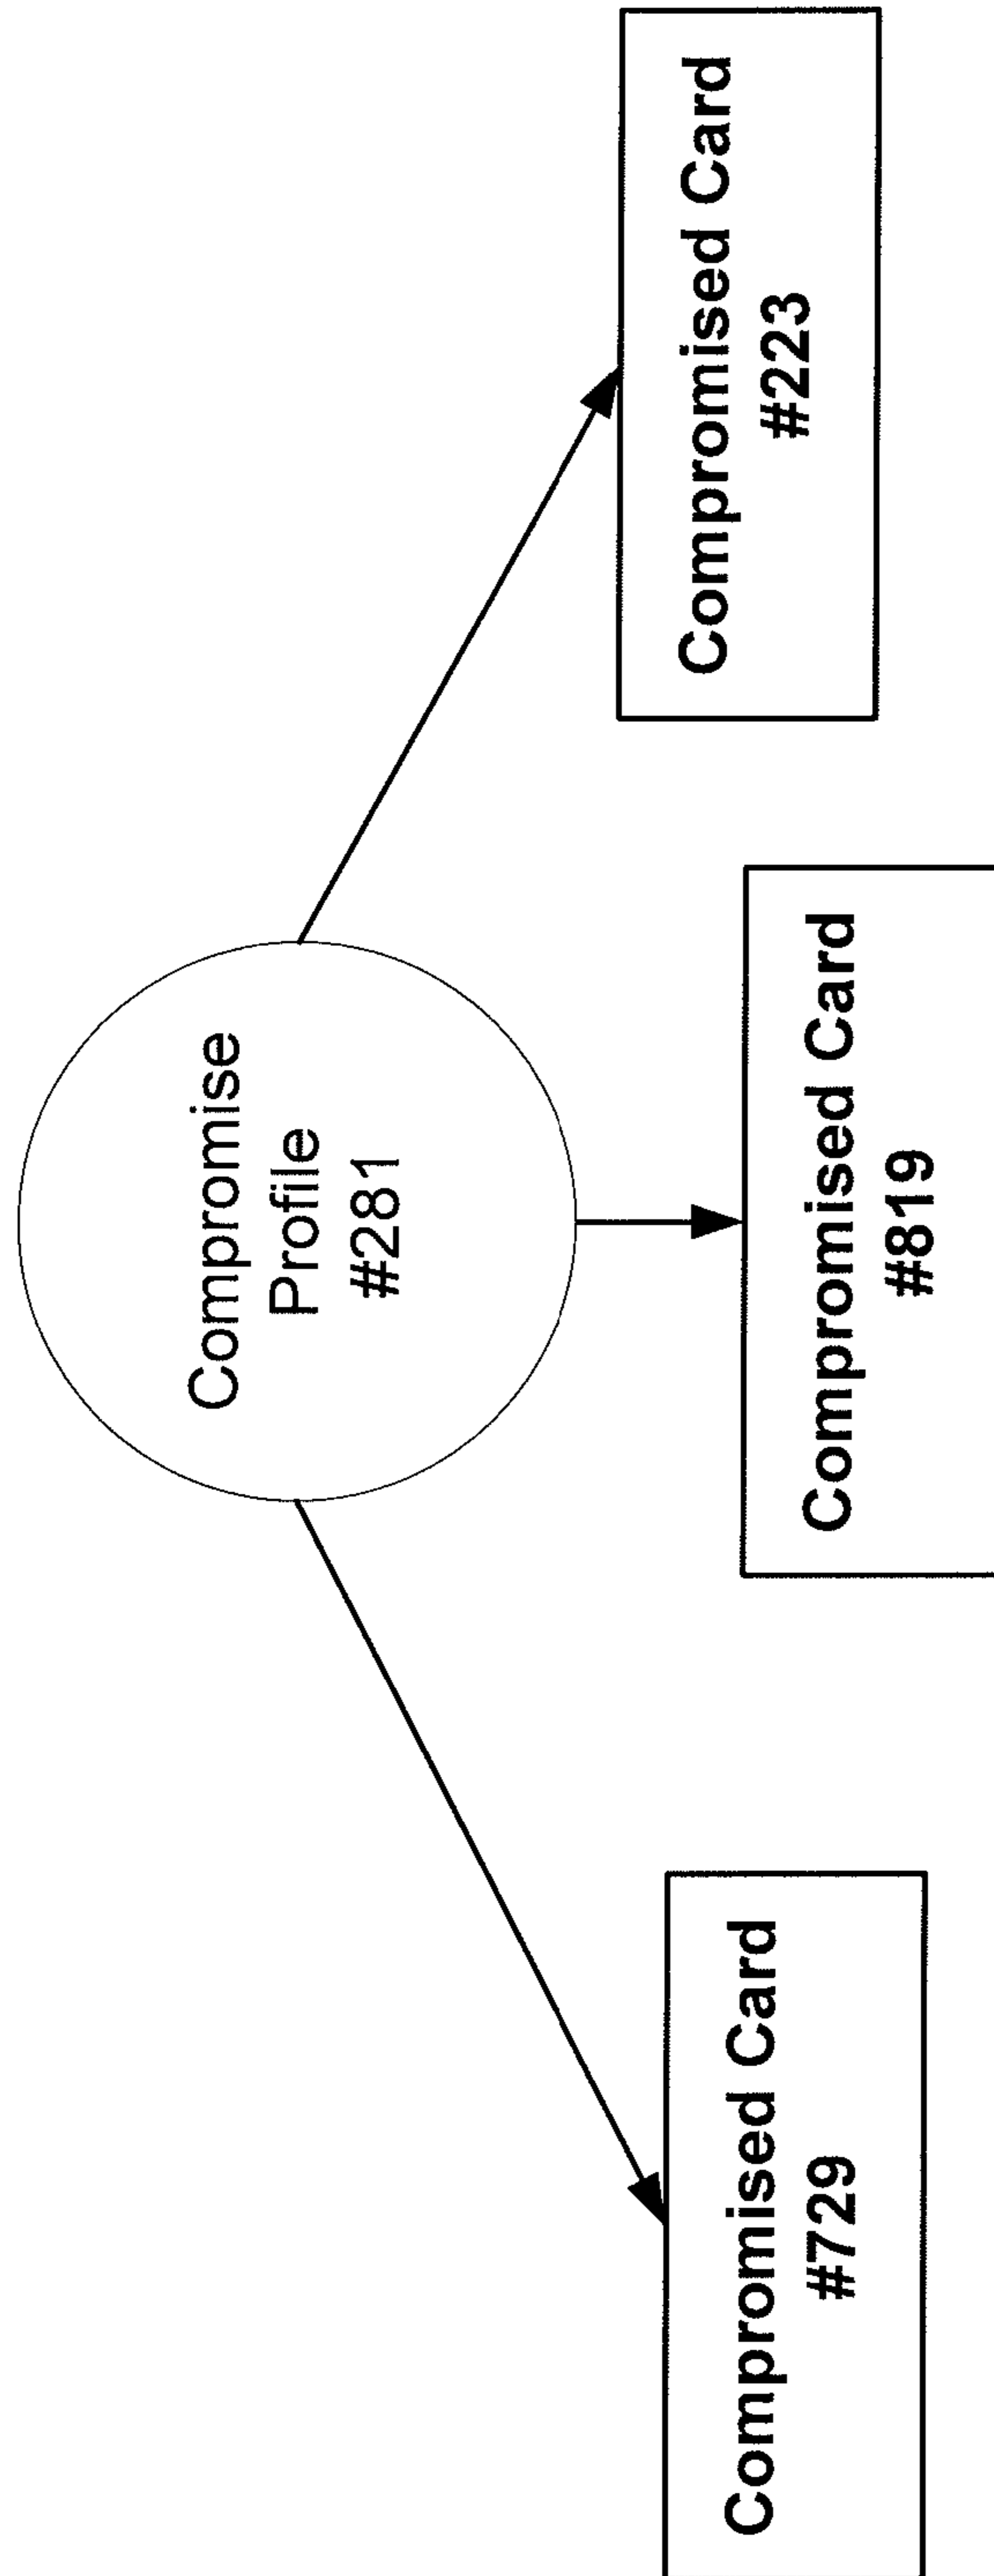 Compromise
Profile
#281
Compromised Card
#729
Compromised Card
#819
Compromised Card
#223